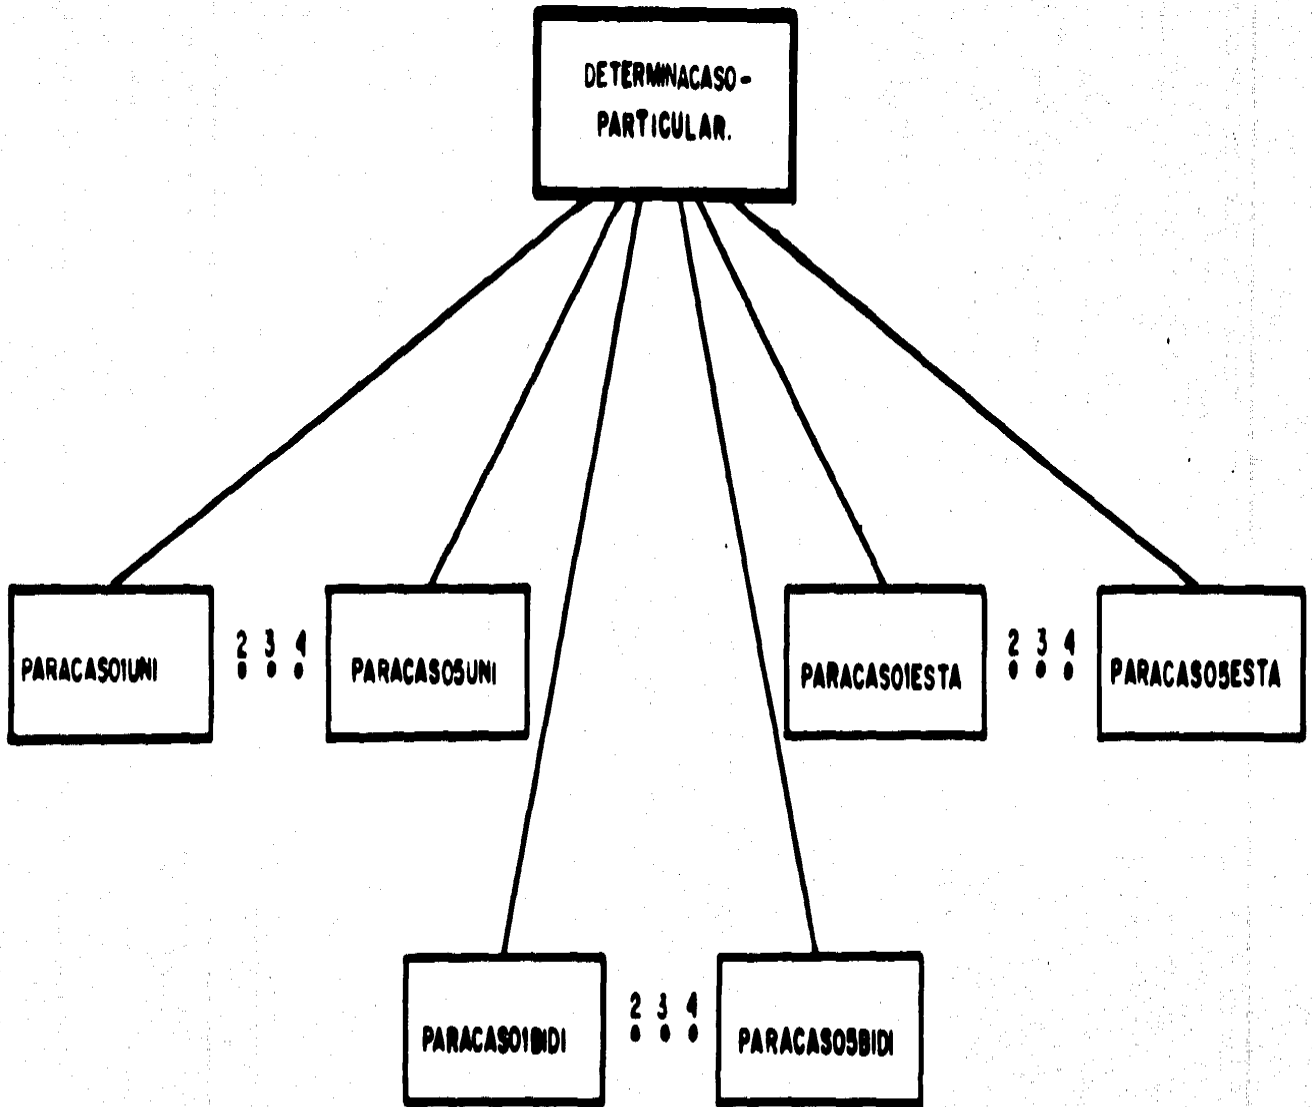 DETERMINACASO-
PARTICULAR.
PARACASO1UNI
2 3 4
PARACASO5UNI
PARACASO1ESTA
2 3 4
PARACASO5ESTA
PARACASO1BIDI
2 3 4
PARACASO5BIDI